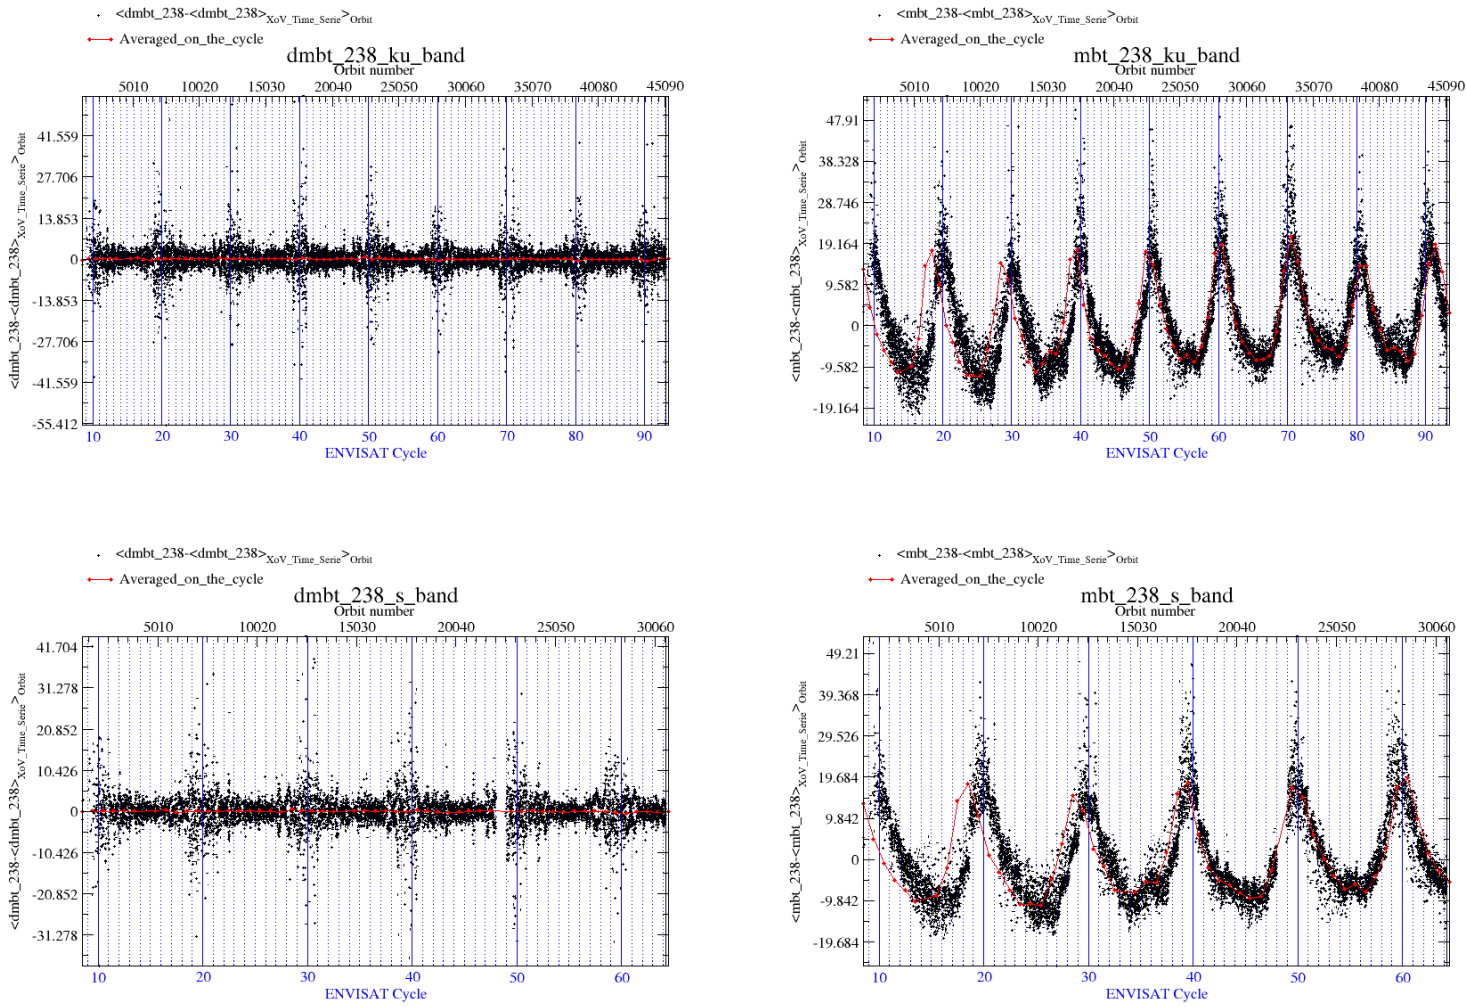 <dmbt_238-<dmbt_238>XoV_Time_Serie>Orbit
Averaged_on_the_cycle
dmbt_238_ku_band
Orbit number
5010 10020 15030 20040 25050 30060 35070 40080 45090
<dmbt_238-<dmbt_238>XoV_Time_Serie>Orbit
41.559
27.706
13.853
0
-13.853
-27.706
-41.559
-55.412
10 20 30 40 50 60 70 80 90
ENVISAT Cycle
<mbt_238-<mbt_238>XoV_Time_Serie>Orbit
Averaged_on_the_cycle
mbt_238_ku_band
Orbit number
5010 10020 15030 20040 25050 30060 35070 40080 45090
<mbt_238-<mbt_238>XoV_Time_Serie>Orbit
47.91
38.328
28.746
19.164
9.582
0
-9.582
-19.164
10 20 30 40 50 60 70 80 90
ENVISAT Cycle
<dmbt_238-<dmbt_238>XoV_Time_Serie>Orbit
Averaged_on_the_cycle
dmbt_238_s_band
Orbit number
5010 10020 15030 20040 25050 30060
<dmbt_238-<dmbt_238>XoV_Time_Serie>Orbit
41.704
31.278
20.852
10.426
0
-10.426
-20.852
-31.278
10 20 30 40 50 60
ENVISAT Cycle
<mbt_238-<mbt_238>XoV_Time_Serie>Orbit
Averaged_on_the_cycle
mbt_238_s_band
Orbit number
5010 10020 15030 20040 25050 30060
<mbt_238-<mbt_238>XoV_Time_Serie>Orbit
49.21
39.368
29.526
19.684
9.842
0
-9.842
-19.684
10 20 30 40 50 60
ENVISAT Cycle